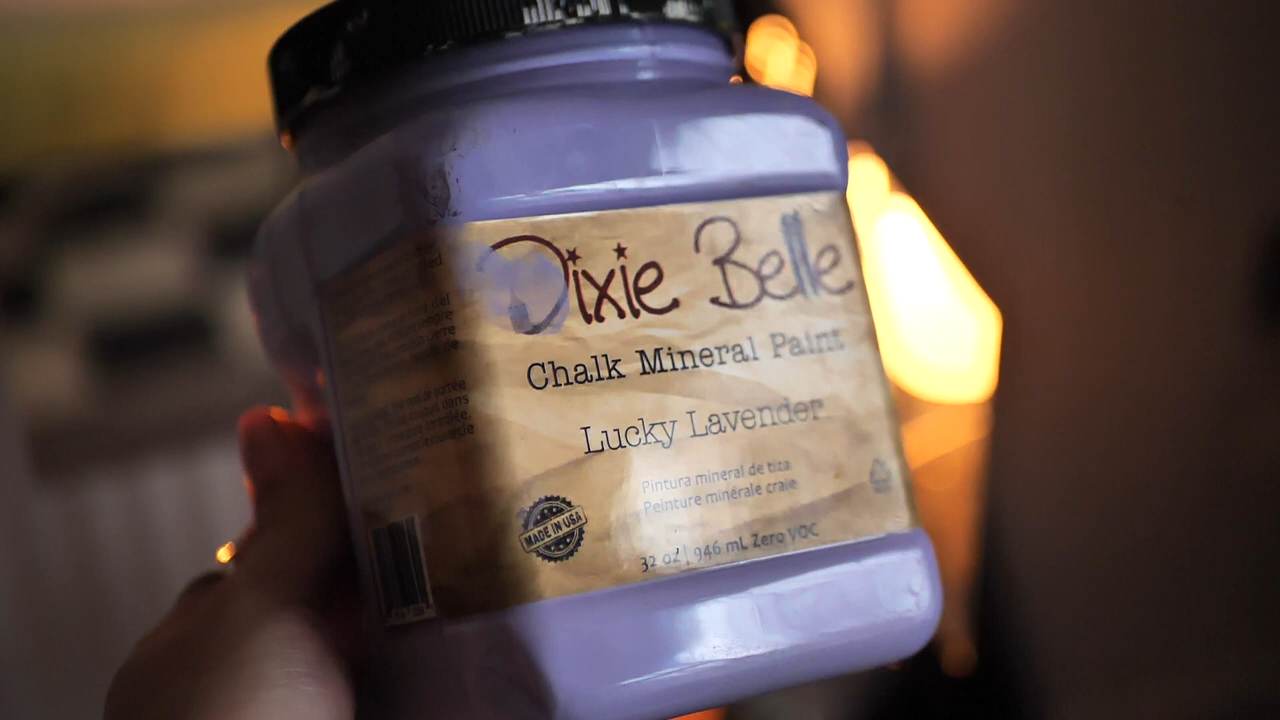 Dixie Belle
Chalk Mineral Paint
Lucky Lavender
Pintura mineral de tiza
Peinture minérale craie
MADE IN USA
32 oz | 946 mL Zero VOC
dans